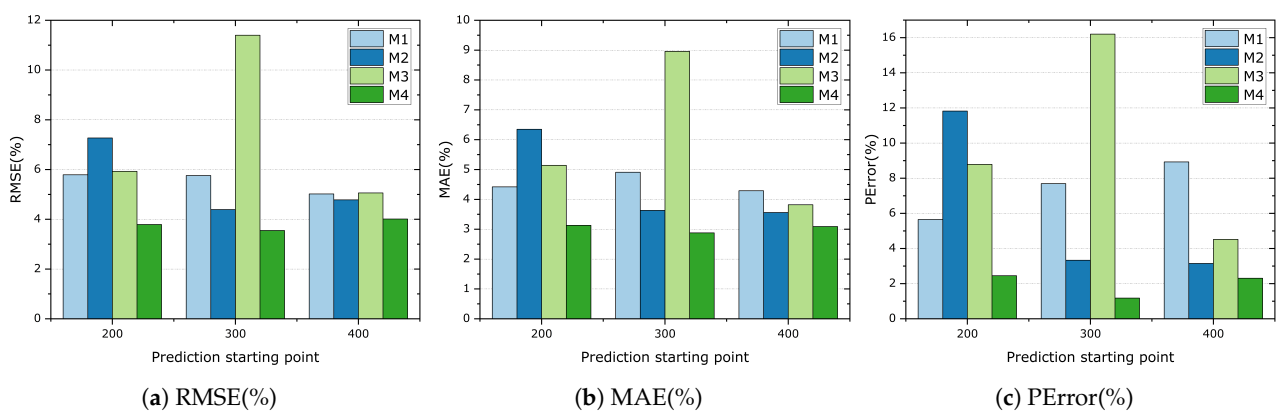 12
10
8
6
4
2
0
RMSE(%)
M1
M2
M3
M4
200
300
400
Prediction starting point
(a) RMSE(%)
10
9
8
7
6
5
4
3
2
1
0
MAE(%)
M1
M2
M3
M4
200
300
400
Prediction starting point
(b) MAE(%)
16
14
12
10
8
6
4
2
0
PError(%)
M1
M2
M3
M4
200
300
400
Prediction starting point
(c) PError(%)